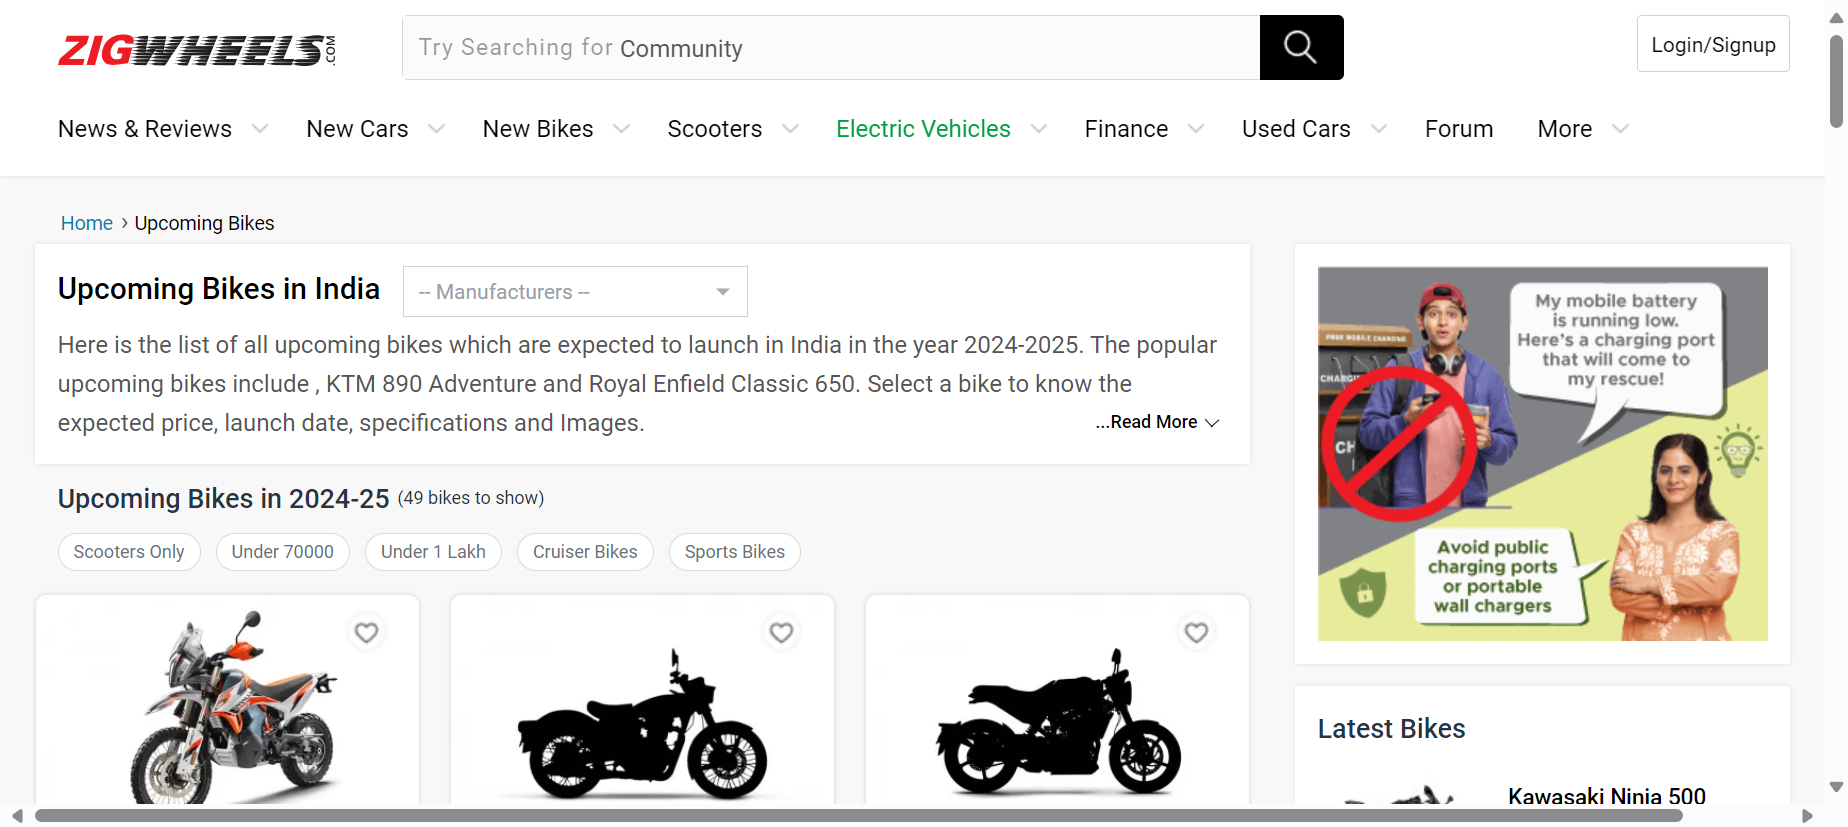 ZIGWHEELS.COM
Try Searching for Community
Login/Signup
News & Reviews New Cars New Bikes Scooters Electric Vehicles Finance Used Cars Forum More
Home › Upcoming Bikes
Upcoming Bikes in India
-- Manufacturers --
Here is the list of all upcoming bikes which are expected to launch in India in the year 2024-2025. The popular
upcoming bikes include , KTM 890 Adventure and Royal Enfield Classic 650. Select a bike to know the
expected price, launch date, specifications and Images.
...Read More
Upcoming Bikes in 2024-25 (49 bikes to show)
Scooters Only Under 70000 Under 1 Lakh Cruiser Bikes Sports Bikes
My mobile battery
is running low.
Here's a charging port
that will come to
my rescue!
FREE MOBILE CHARGING
Avoid public
charging ports
or portable
wall chargers
Latest Bikes
Kawasaki Ninja 500